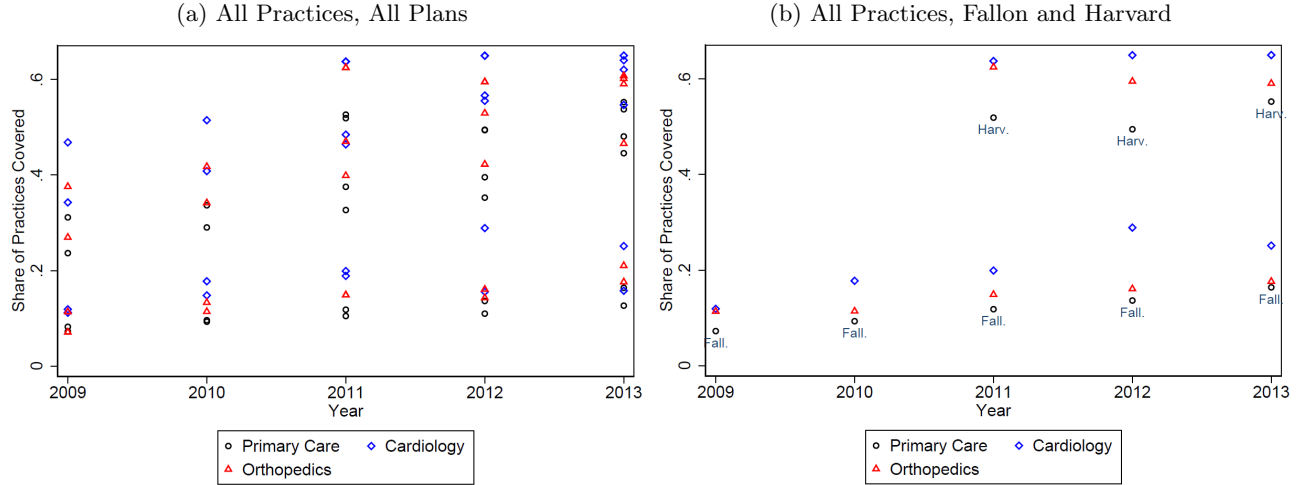 (a) All Practices, All Plans
Share of Practices Covered
.6
.4
.2
0
2009 2010 2011 2012 2013
Year
Primary Care Cardiology
Orthopedics
(b) All Practices, Fallon and Harvard
Share of Practices Covered
.6
.4
.2
0
Harv.
Harv.
Harv.
Fall.
Fall.
Fall.
Fall.
Fall.
2009 2010 2011 2012 2013
Year
Primary Care Cardiology
Orthopedics